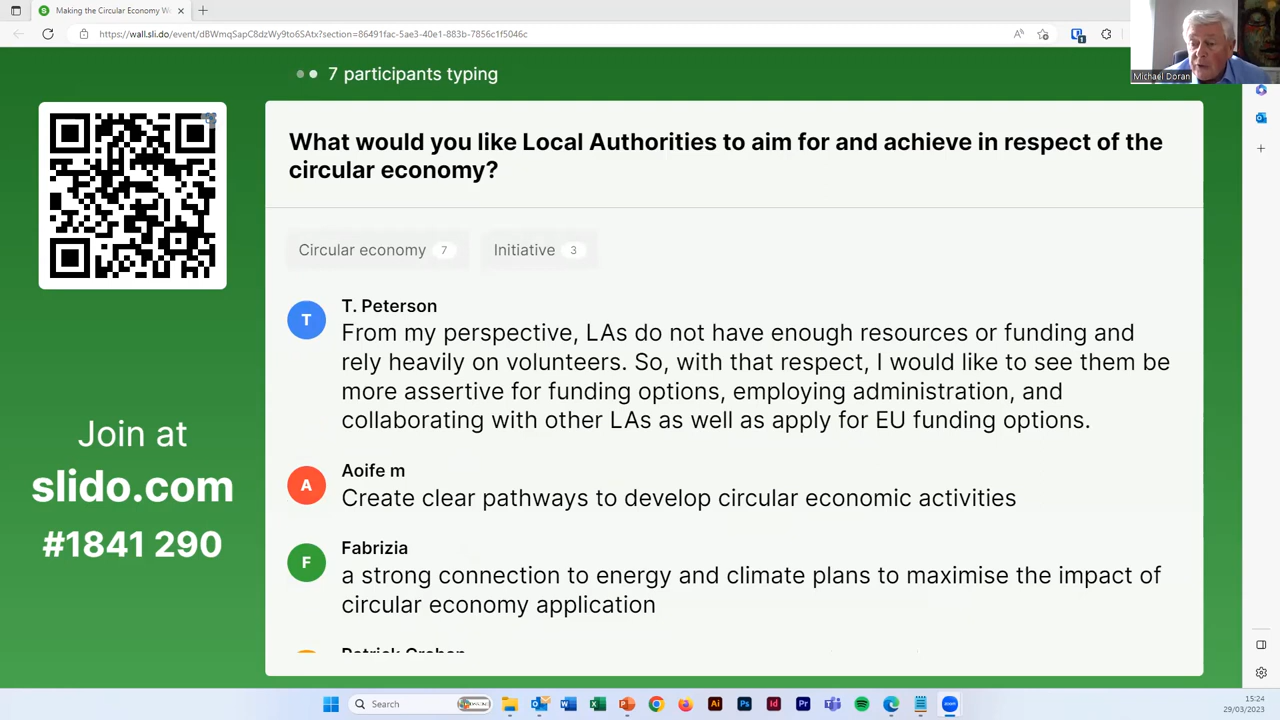 Making the Circular Economy W
https://wall.sli.do/event/dBWmqSapC8dzWy9to6SAtx?section=86491fac-5ae3-40e1-883b-7856c1f5046c
Michael Doran
7 participants typing
What would you like Local Authorities to aim for and achieve in respect of the
circular economy?
Circular economy 7
Initiative 3
T
T. Peterson
From my perspective, LAs do not have enough resources or funding and
rely heavily on volunteers. So, with that respect, I would like to see them be
more assertive for funding options, employing administration, and
collaborating with other LAs as well as apply for EU funding options.
A
Aoife m
Create clear pathways to develop circular economic activities
F
Fabrizia
a strong connection to energy and climate plans to maximise the impact of
circular economy application
Join at
slido.com
#1841 290
Search
15:24
29/03/2023